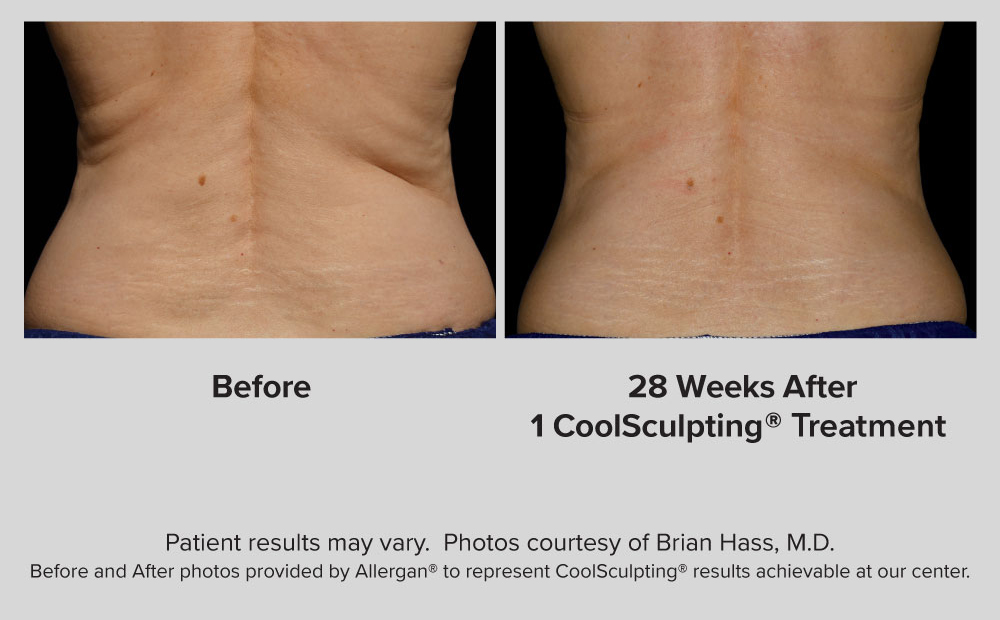 Before
28 Weeks After
1 CoolSculpting® Treatment
Patient results may vary.  Photos courtesy of Brian Hass, M.D.
Before and After photos provided by Allergan® to represent CoolSculpting® results achievable at our center.